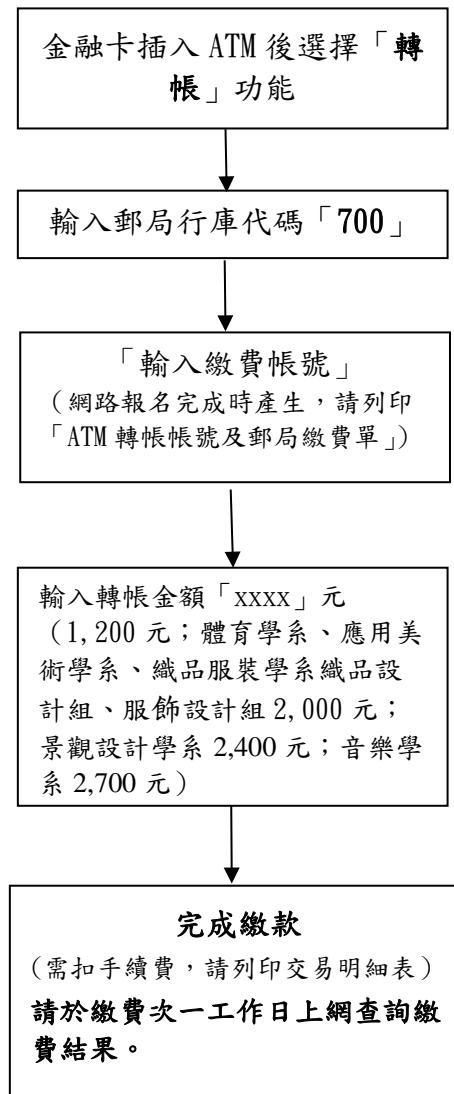 金融卡插入 ATM 後選擇「轉
帳」功能
輸入郵局行庫代碼「700」
「輸入繳費帳號」
（網路報名完成時產生，請列印
「ATM 轉帳帳號及郵局繳費單」）
輸入轉帳金額「xxxx」元
（1,200 元；體育學系、應用美
術學系、織品服裝學系織品設
計組、服飾設計組 2,000 元；
景觀設計學系 2,400 元；音樂學
系 2,700 元）
完成繳款
（需扣手續費，請列印交易明細表）
請於繳費次一工作日上網查詢繳
費結果。